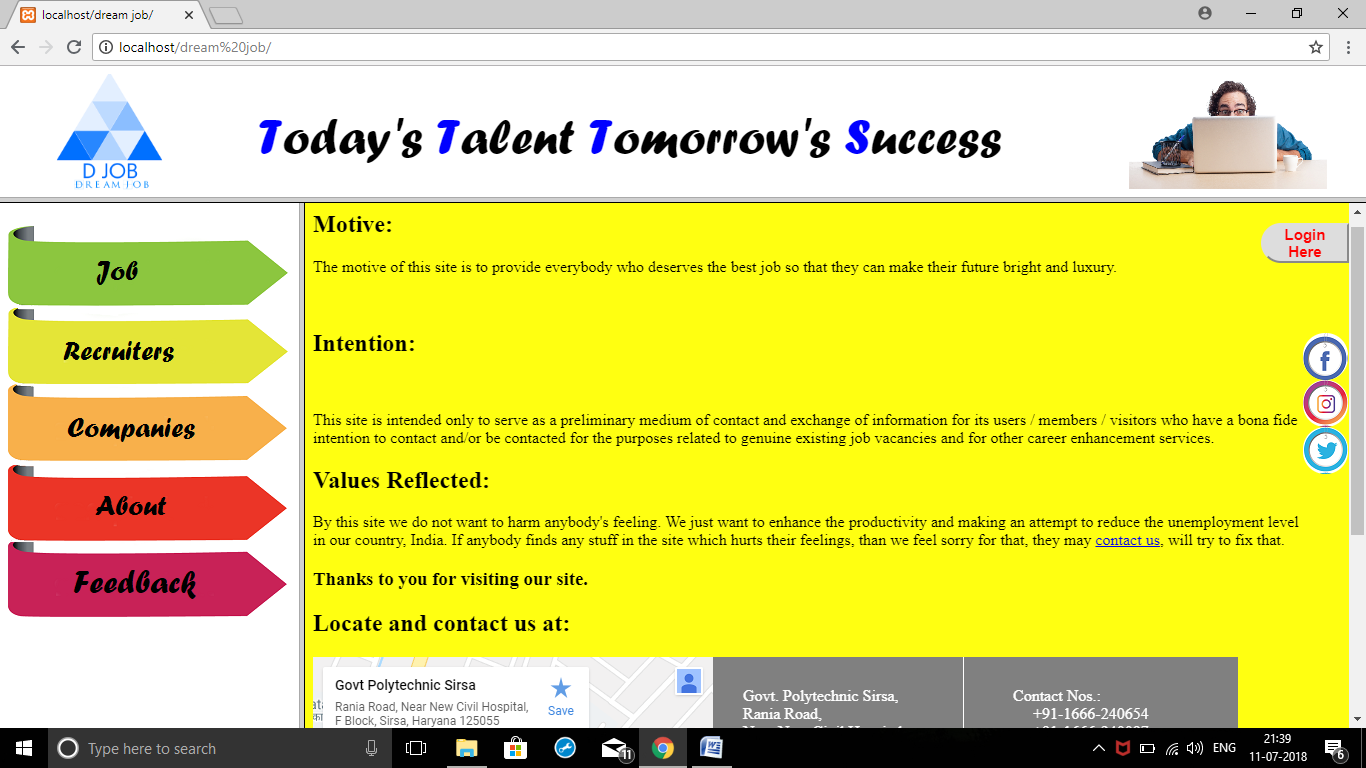 localhost/dream job/
localhost/dream%20job/
D JOB
DREAM JOB
Today's Talent Tomorrow's Success
Job
Recruiters
Companies
About
Feedback
Login
Here
Motive:
The motive of this site is to provide everybody who deserves the best job so that they can make their future bright and luxury.
Intention:
This site is intended only to serve as a preliminary medium of contact and exchange of information for its users / members / visitors who have a bona fide
intention to contact and/or be contacted for the purposes related to genuine existing job vacancies and for other career enhancement services.
Values Reflected:
By this site we do not want to harm anybody's feeling. We just want to enhance the productivity and making an attempt to reduce the unemployment level
in our country, India. If anybody finds any stuff in the site which hurts their feelings, than we feel sorry for that, they may contact us, will try to fix that.
Thanks to you for visiting our site.
Locate and contact us at:
Govt Polytechnic Sirsa
Rania Road, Near New Civil Hospital,
F Block, Sirsa, Haryana 125055
Save
Govt. Polytechnic Sirsa,
Rania Road,
Contact Nos.:
+91-1666-240654
Type here to search
11
ENG
21:39
11-07-2018
6